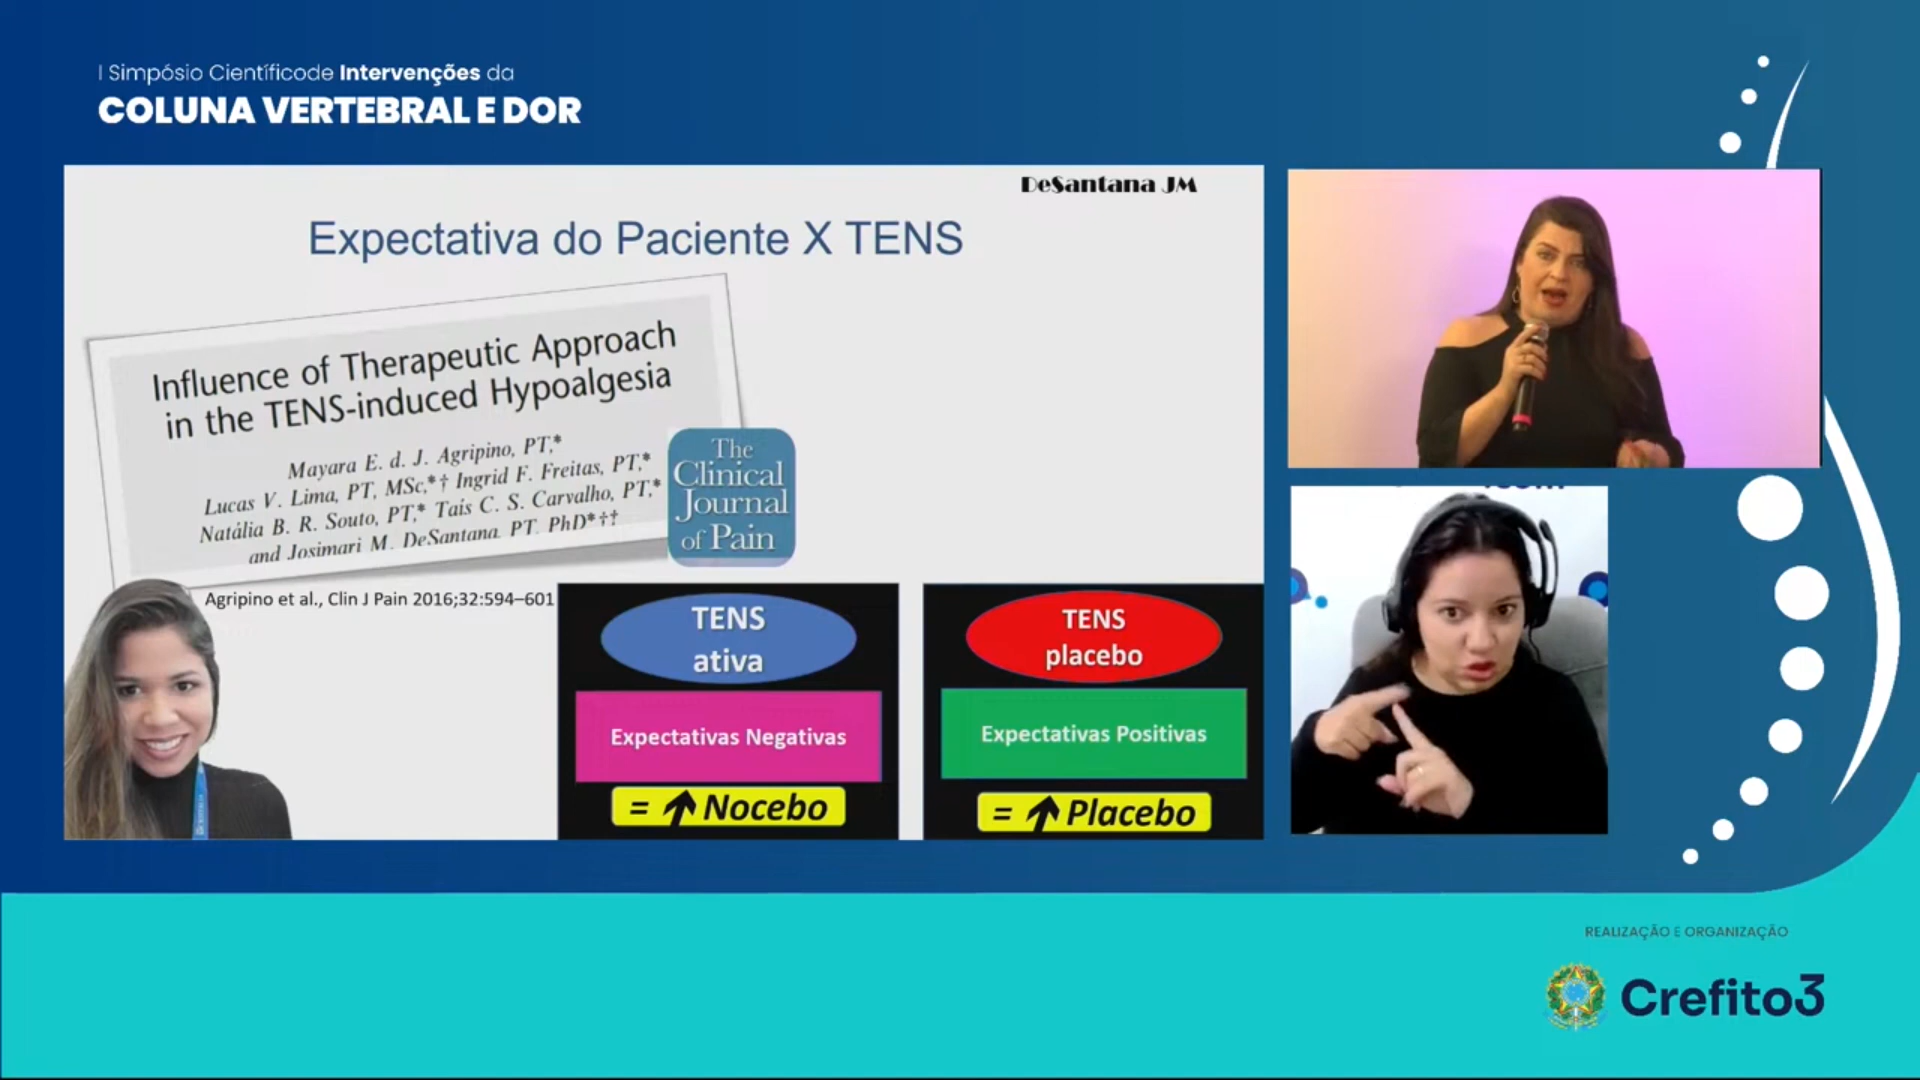 I Simpósio Científicode Intervenções da
COLUNA VERTEBRAL E DOR
DeSantana JM
Expectativa do Paciente X TENS
Influence of Therapeutic Approach
in the TENS-induced Hypoalgesia
Mayara E. d. J. Agripino, PT,*
Lucas V. Lima, PT, MSc,*† Ingrid F. Freitas, PT,*
Natália B. R. Souto, PT,* Tais C. S. Carvalho, PT,*
and Josimari M. DeSantana, PT, PhD*†‡
The
Clinical
Journal
of Pain
Agripino et al., Clin J Pain 2016;32:594–601
TENS
ativa
Expectativas Negativas
= ↑ Nocebo
TENS
placebo
Expectativas Positivas
= ↑ Placebo
REALIZAÇÃO E ORGANIZAÇÃO
Crefito3